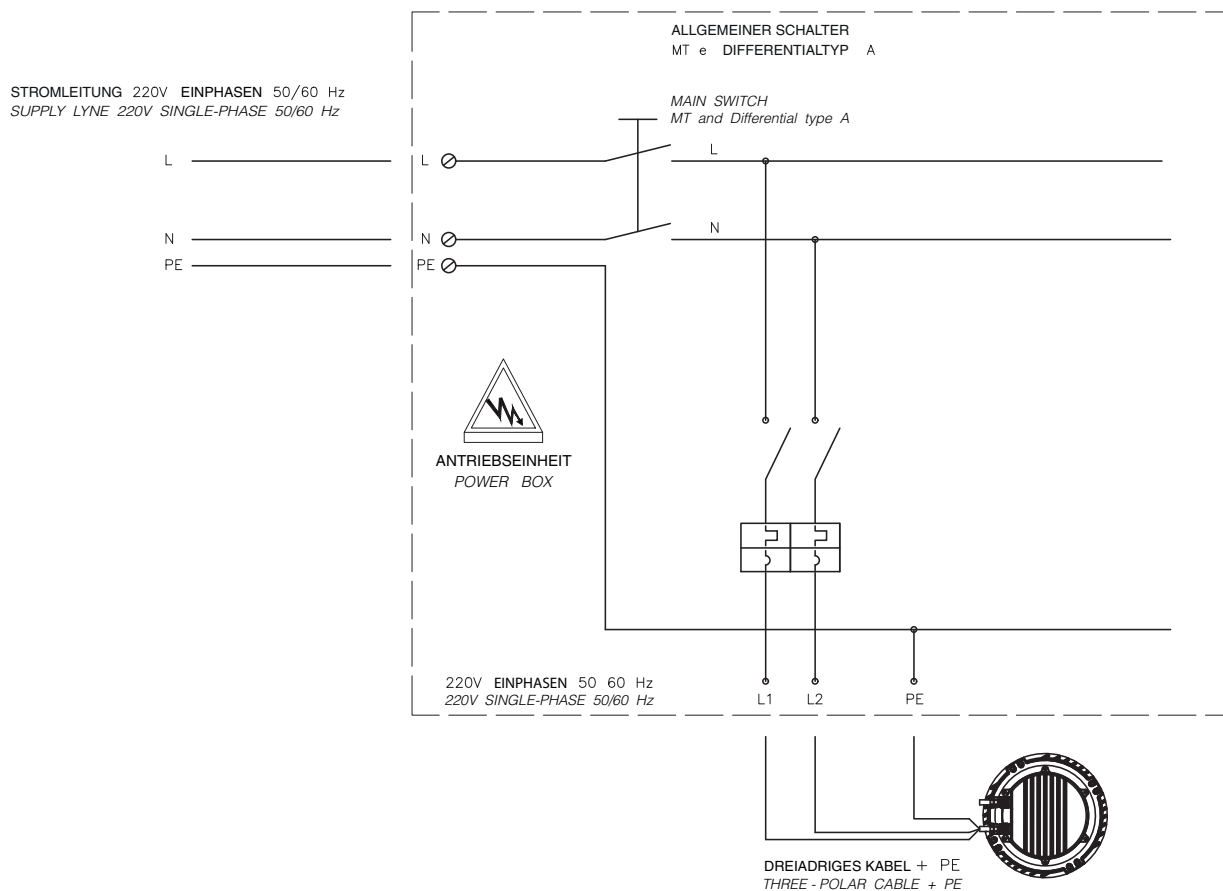 ALLGEMEINER SCHALTER
MT e DIFFERENTIALTYP A
STROMLEITUNG 220V EINPHASEN 50/60 Hz
SUPPLY LYNE 220V SINGLE-PHASE 50/60 Hz
MAIN SWITCH
MT and Differential type A
L L L
N N N
PE PE
ANTRIEBSEINHEIT
POWER BOX
220V EINPHASEN 50 60 Hz
220V SINGLE-PHASE 50/60 Hz
L1 L2 PE
DREIADRIGES KABEL + PE
THREE - POLAR CABLE + PE